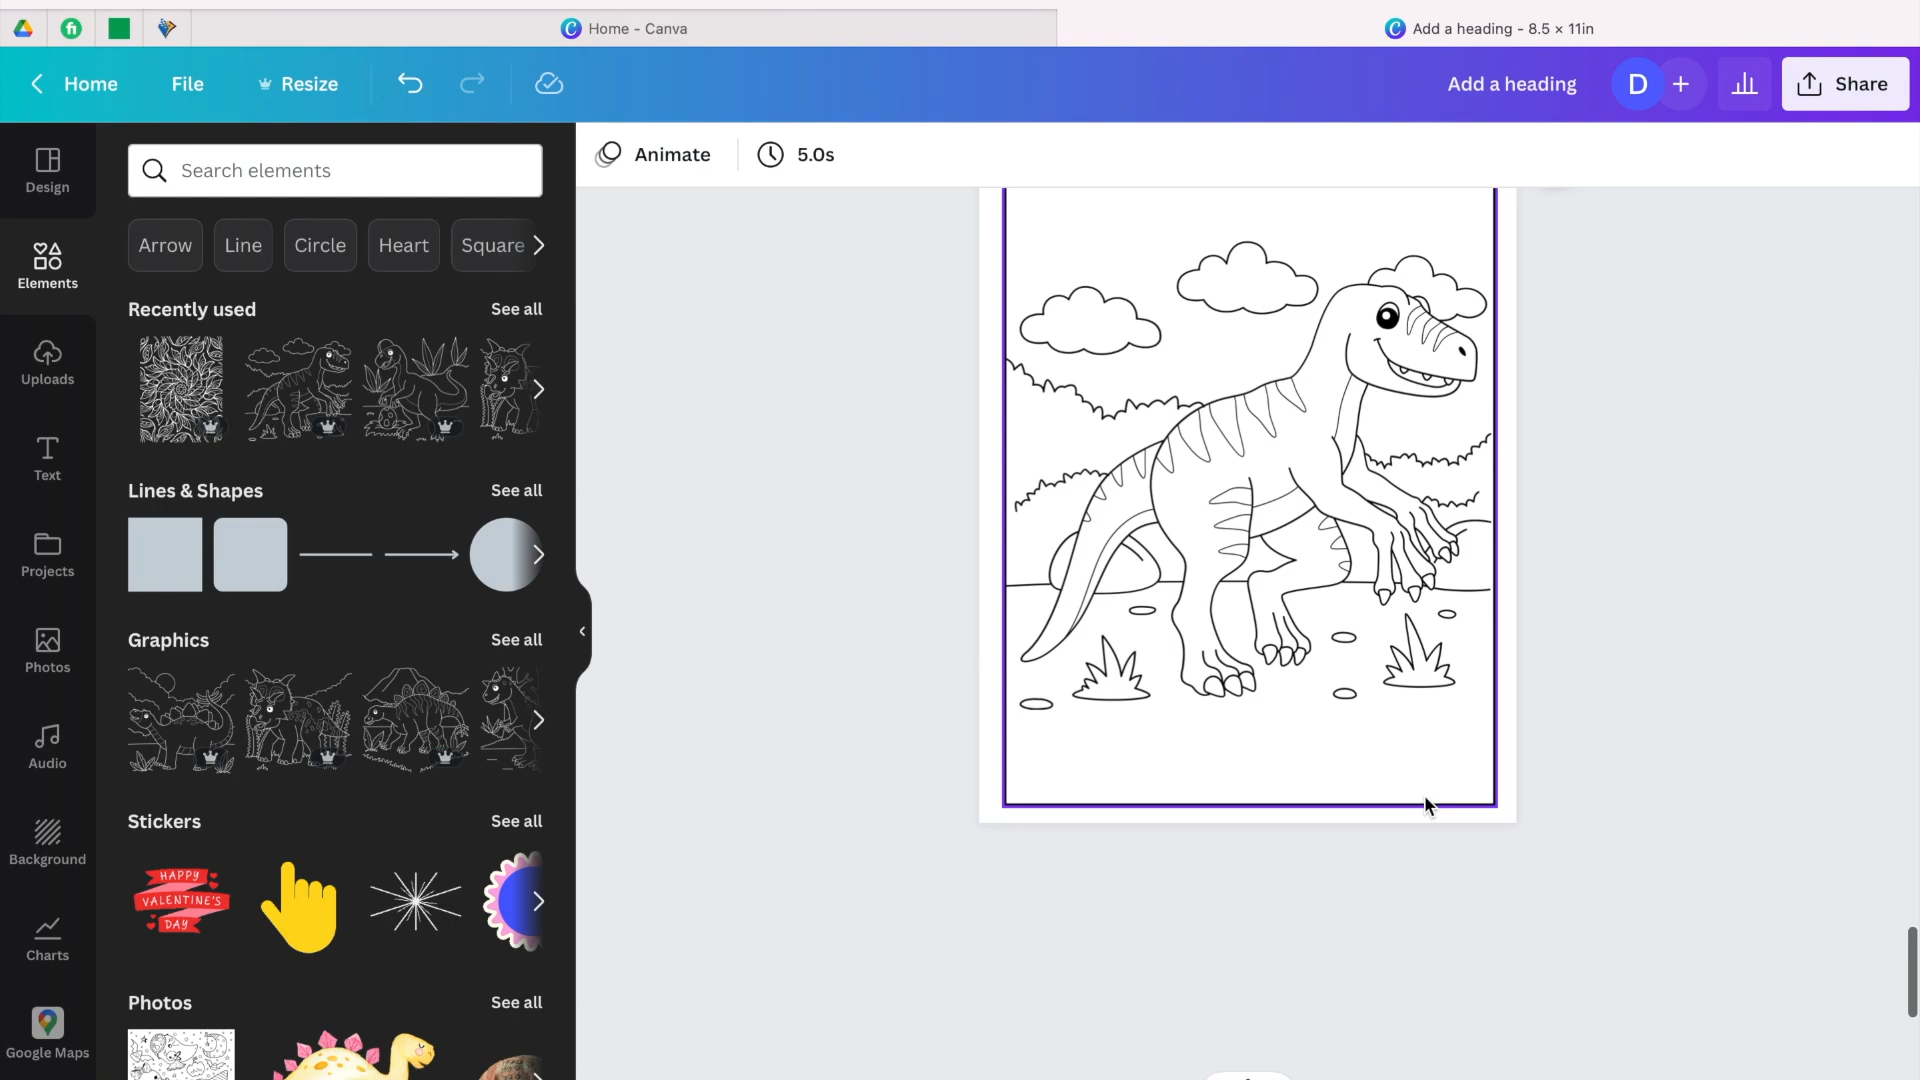 Home - Canva
Add a heading - 8.5 × 11in
Home
File
Resize
Add a heading
D
+
Share
Design
Elements
Uploads
Text
Projects
Photos
Audio
Background
Charts
Google Maps
Search elements
Arrow
Line
Circle
Heart
Square
Recently used
See all
Lines & Shapes
See all
Graphics
See all
Stickers
See all
HAPPY
VALENTINE'S
DAY
Photos
See all
Animate
5.0s